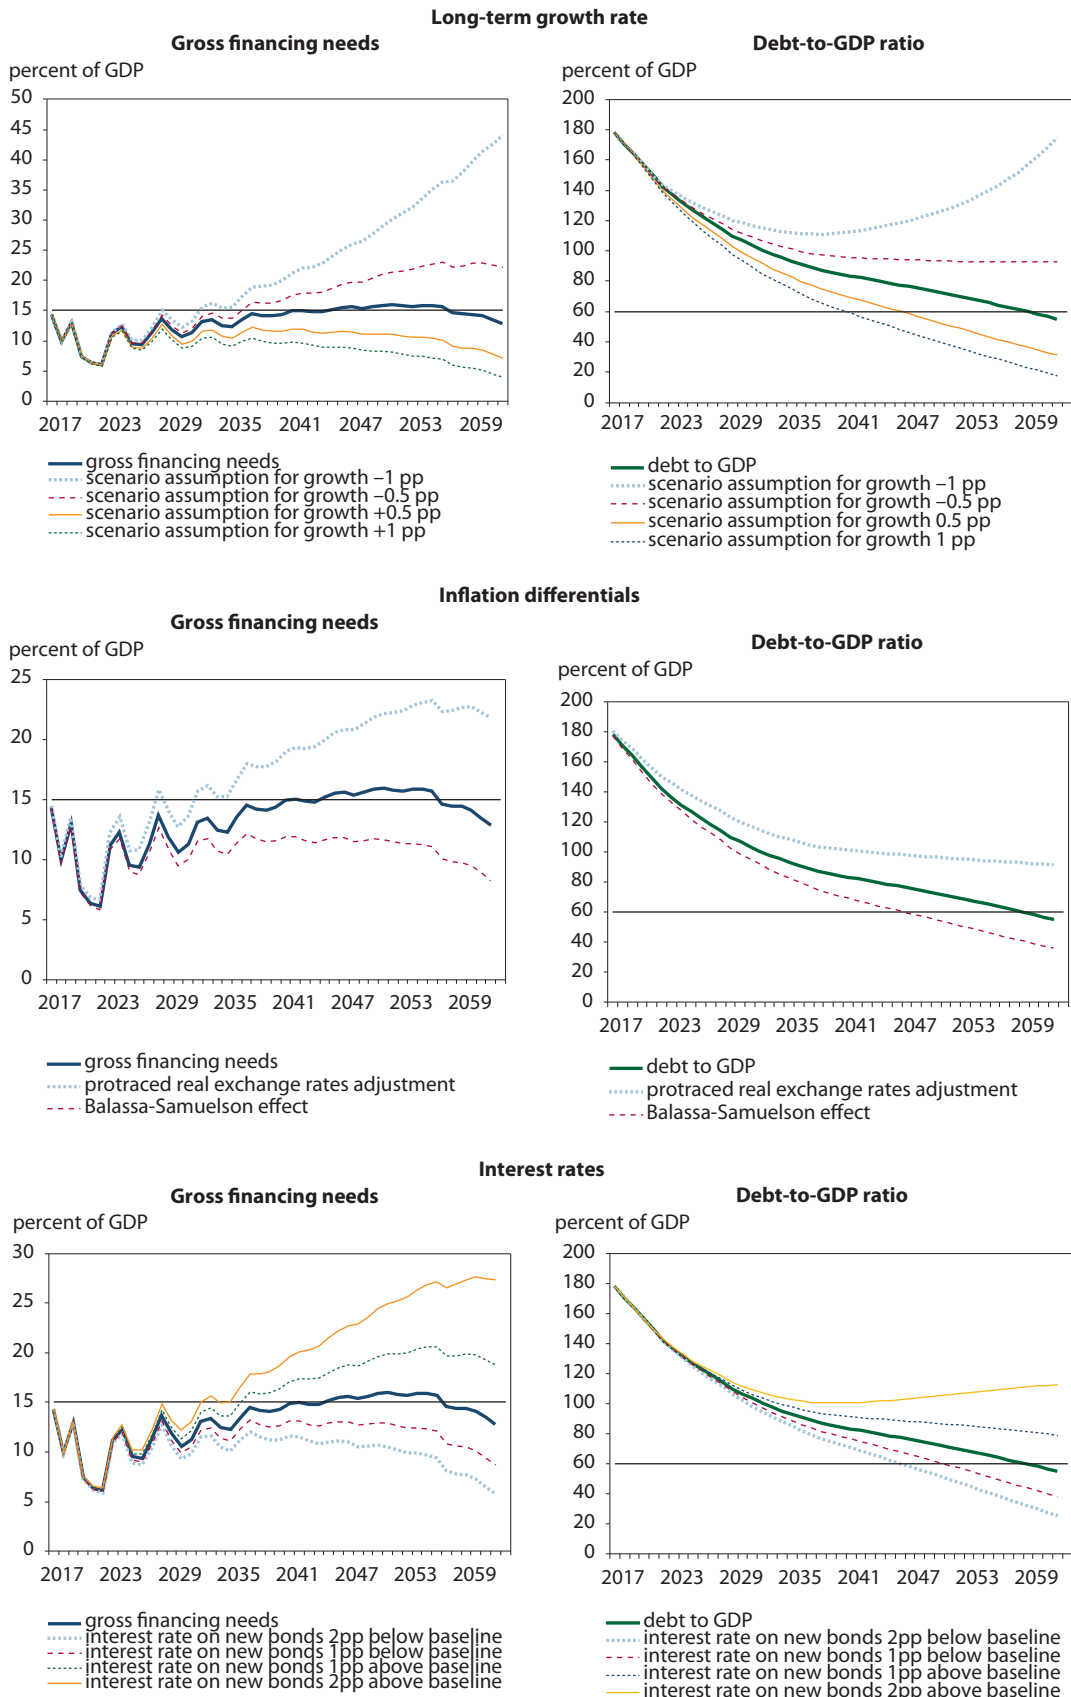 Long-term growth rate
Gross financing needs
percent of GDP
50
45
40
35
30
25
20
15
10
5
0
2017 2023 2029 2035 2041 2047 2053 2059
gross financing needs
scenario assumption for growth –1 pp
scenario assumption for growth –0.5 pp
scenario assumption for growth +0.5 pp
scenario assumption for growth +1 pp
Debt-to-GDP ratio
percent of GDP
200
180
160
140
120
100
80
60
40
20
0
2017 2023 2029 2035 2041 2047 2053 2059
debt to GDP
scenario assumption for growth –1 pp
scenario assumption for growth –0.5 pp
scenario assumption for growth 0.5 pp
scenario assumption for growth 1 pp
Inflation differentials
Gross financing needs
percent of GDP
25
20
15
10
5
0
2017 2023 2029 2035 2041 2047 2053 2059
gross financing needs
protraced real exchange rates adjustment
Balassa-Samuelson effect
Debt-to-GDP ratio
percent of GDP
200
180
160
140
120
100
80
60
40
20
0
2017 2023 2029 2035 2041 2047 2053 2059
debt to GDP
protraced real exchange rates adjustment
Balassa-Samuelson effect
Interest rates
Gross financing needs
percent of GDP
30
25
20
15
10
5
0
2017 2023 2029 2035 2041 2047 2053 2059
gross financing needs
interest rate on new bonds 2pp below baseline
interest rate on new bonds 1pp below baseline
interest rate on new bonds 1pp above baseline
interest rate on new bonds 2pp above baseline
Debt-to-GDP ratio
percent of GDP
200
180
160
140
120
100
80
60
40
20
0
2017 2023 2029 2035 2041 2047 2053 2059
debt to GDP
interest rate on new bonds 2pp below baseline
interest rate on new bonds 1pp below baseline
interest rate on new bonds 1pp above baseline
interest rate on new bonds 2pp above baseline